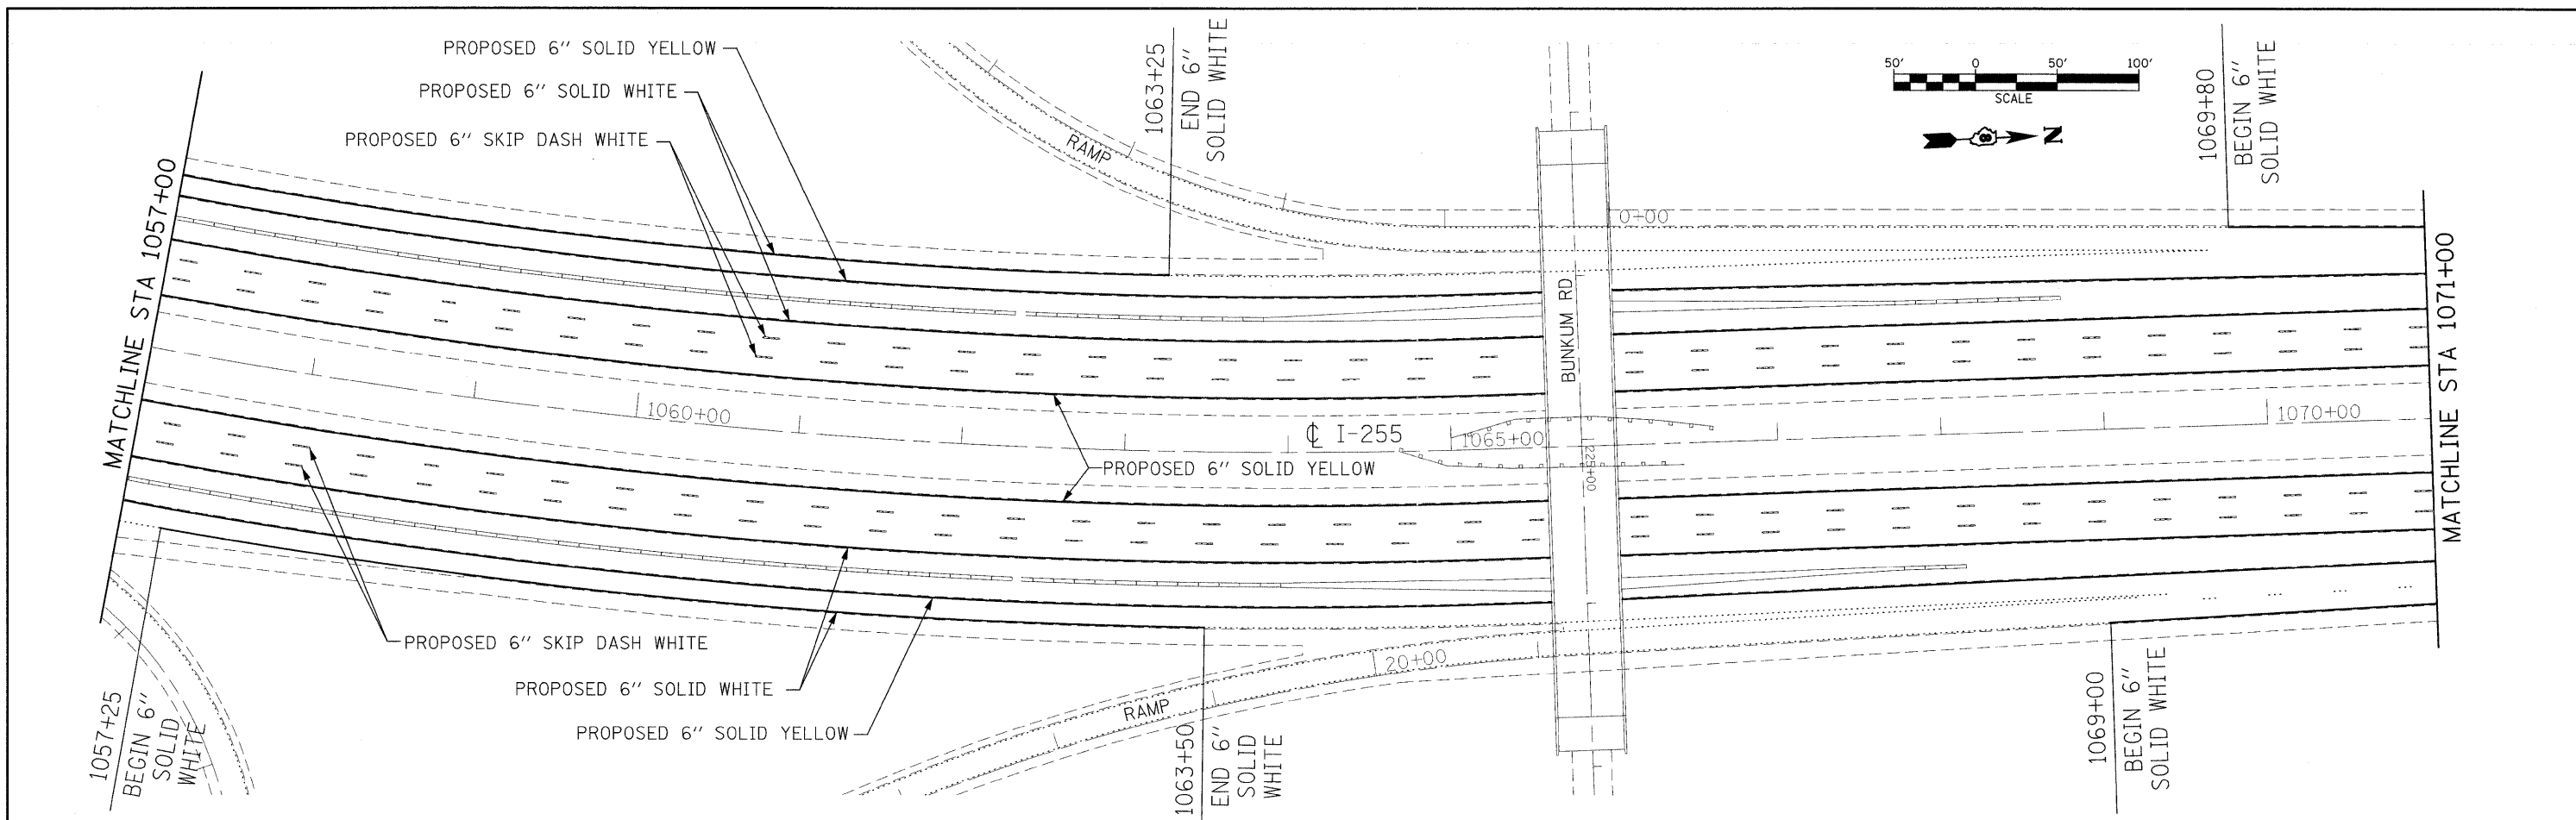 PROPOSED 6" SOLID YELLOW
PROPOSED 6" SOLID WHITE
PROPOSED 6" SKIP DASH WHITE
MATCHLINE STA 1057+00
1063+25
END 6"
SOLID WHITE
RAMP
50' 0 50' 100'
SCALE
N
1069+80
BEGIN 6"
SOLID WHITE
0+00
BUNKUM RD
MATCHLINE STA 1071+00
1060+00
℄ I-255
1065+00
1070+00
225+00
PROPOSED 6" SOLID YELLOW
PROPOSED 6" SKIP DASH WHITE
PROPOSED 6" SOLID WHITE
PROPOSED 6" SOLID YELLOW
1057+25
BEGIN 6"
SOLID
WHITE
RAMP
20+00
1063+50
END 6"
SOLID
WHITE
1069+00
BEGIN 6"
SOLID WHITE